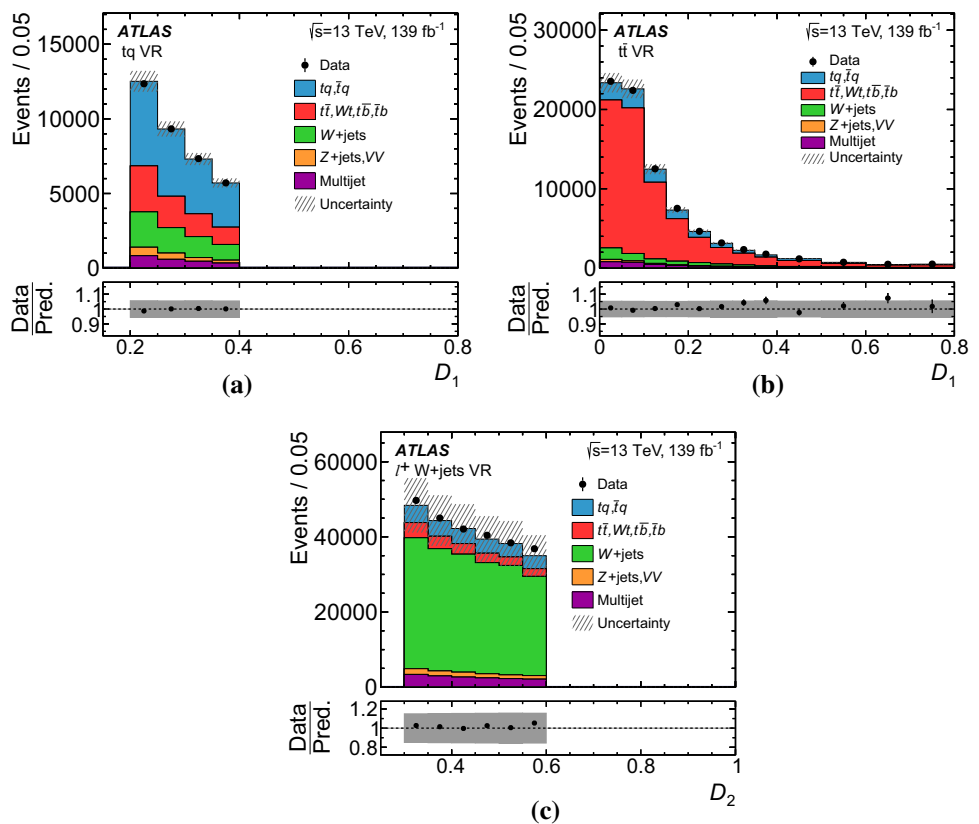 ATLAS √s=13 TeV, 139 fb⁻¹
tq VR
Events / 0.05
15000
10000
5000
0
Data
tq,t̄q
tt̄,Wt,tb̄,t̄b
W+jets
Z+jets,VV
Multijet
Uncertainty
Data
Pred.
1.1
1
0.9
0.2 0.4 0.6 0.8
D₁
(a)
ATLAS √s=13 TeV, 139 fb⁻¹
tt̄ VR
Events / 0.05
30000
20000
10000
0
Data
tq,t̄q
tt̄,Wt,tb̄,t̄b
W+jets
Z+jets,VV
Multijet
Uncertainty
Data
Pred.
1.1
1
0.9
0 0.2 0.4 0.6 0.8
D₁
(b)
ATLAS √s=13 TeV, 139 fb⁻¹
l⁺ W+jets VR
Events / 0.05
60000
40000
20000
0
Data
tq,t̄q
tt̄,Wt,tb̄,t̄b
W+jets
Z+jets,VV
Multijet
Uncertainty
Data
Pred.
1.2
1
0.8
0.4 0.6 0.8 1
D₂
(c)